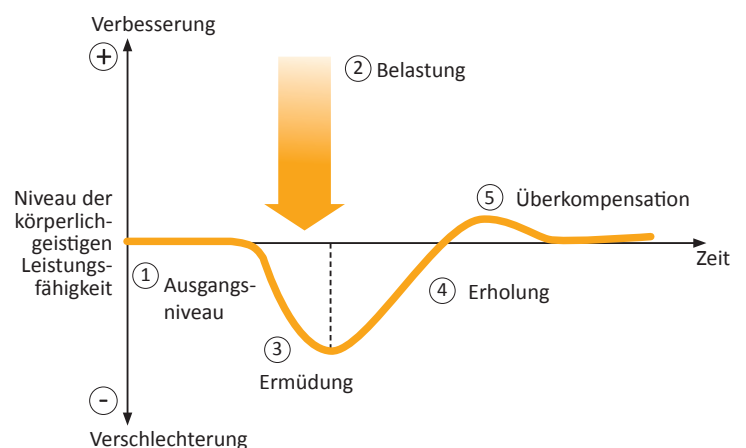 Verbesserung
+
② Belastung
Niveau der
körperlich-
geistigen
Leistungs-
fähigkeit
⑤ Überkompensation
Zeit
① Ausgangs-
niveau
④ Erholung
③
Ermüdung
-
Verschlechterung